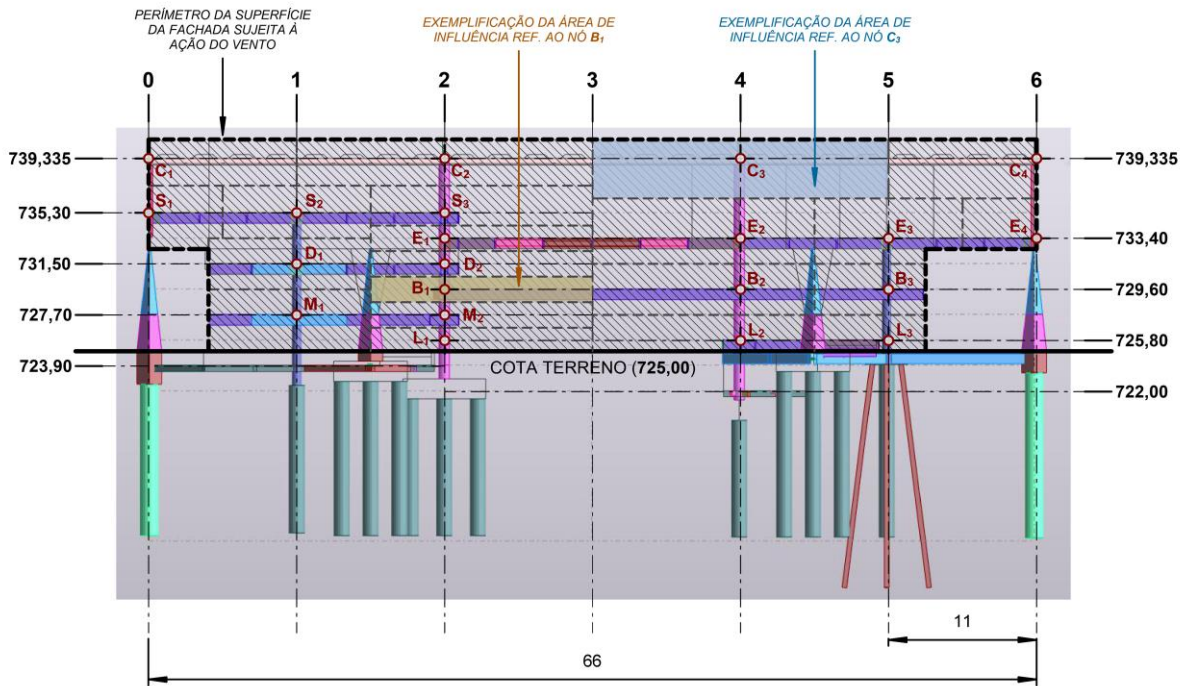 PERÍMETRO DA SUPERFÍCIE
DA FACHADA SUJEITA À
AÇÃO DO VENTO
EXEMPLIFICAÇÃO DA ÁREA DE
INFLUÊNCIA REF. AO NÓ B₁
EXEMPLIFICAÇÃO DA ÁREA DE
INFLUÊNCIA REF. AO NÓ C₃
0 1 2 3 4 5 6
739,335 C₁ C₂ C₃ C₄ 739,335
735,30 S₁ S₂ S₃
E₁ E₂ E₃ E₄ 733,40
731,50 D₁ D₂
B₁ B₂ B₃ 729,60
727,70 M₁ M₂
L₁ L₂ L₃ 725,80
723,90 COTA TERRENO (725,00)
722,00
11
66